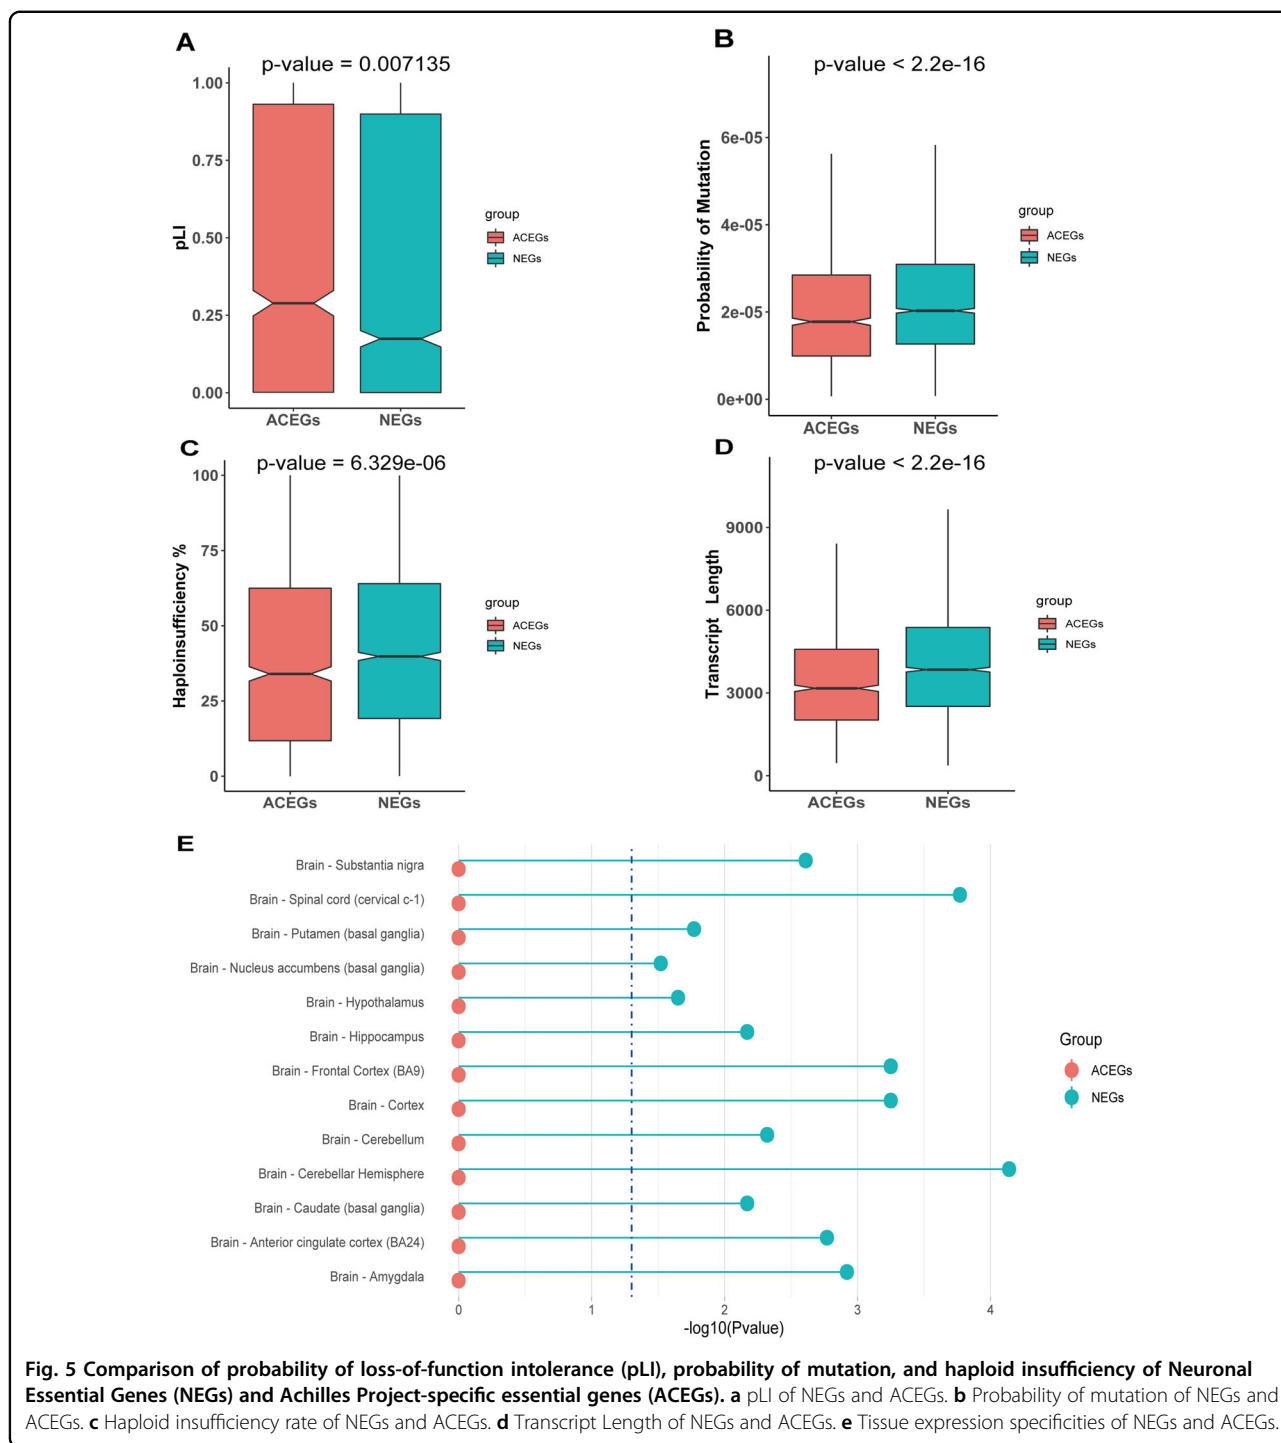 A
p-value = 0.007135
1.00
0.75
0.50
0.25
0.00
pLI
ACEGs
NEGs
group
ACEGs
NEGs
B
p-value < 2.2e-16
6e-05
4e-05
2e-05
0e+00
Probability of Mutation
ACEGs
NEGs
group
ACEGs
NEGs
C
p-value = 6.329e-06
100
75
50
25
0
Haploinsufficiency %
ACEGs
NEGs
group
ACEGs
NEGs
D
p-value < 2.2e-16
9000
6000
3000
0
Transcript Length
ACEGs
NEGs
group
ACEGs
NEGs
E
Brain - Substantia nigra
Brain - Spinal cord (cervical c-1)
Brain - Putamen (basal ganglia)
Brain - Nucleus accumbens (basal ganglia)
Brain - Hypothalamus
Brain - Hippocampus
Brain - Frontal Cortex (BA9)
Brain - Cortex
Brain - Cerebellum
Brain - Cerebellar Hemisphere
Brain - Caudate (basal ganglia)
Brain - Anterior cingulate cortex (BA24)
Brain - Amygdala
0 1 2 3 4
-log10(Pvalue)
Group
ACEGs
NEGs
Fig. 5 Comparison of probability of loss-of-function intolerance (pLI), probability of mutation, and haploid insufficiency of Neuronal
Essential Genes (NEGs) and Achilles Project-specific essential genes (ACEGs). a pLI of NEGs and ACEGs. b Probability of mutation of NEGs and
ACEGs. c Haploid insufficiency rate of NEGs and ACEGs. d Transcript Length of NEGs and ACEGs. e Tissue expression specificities of NEGs and ACEGs.